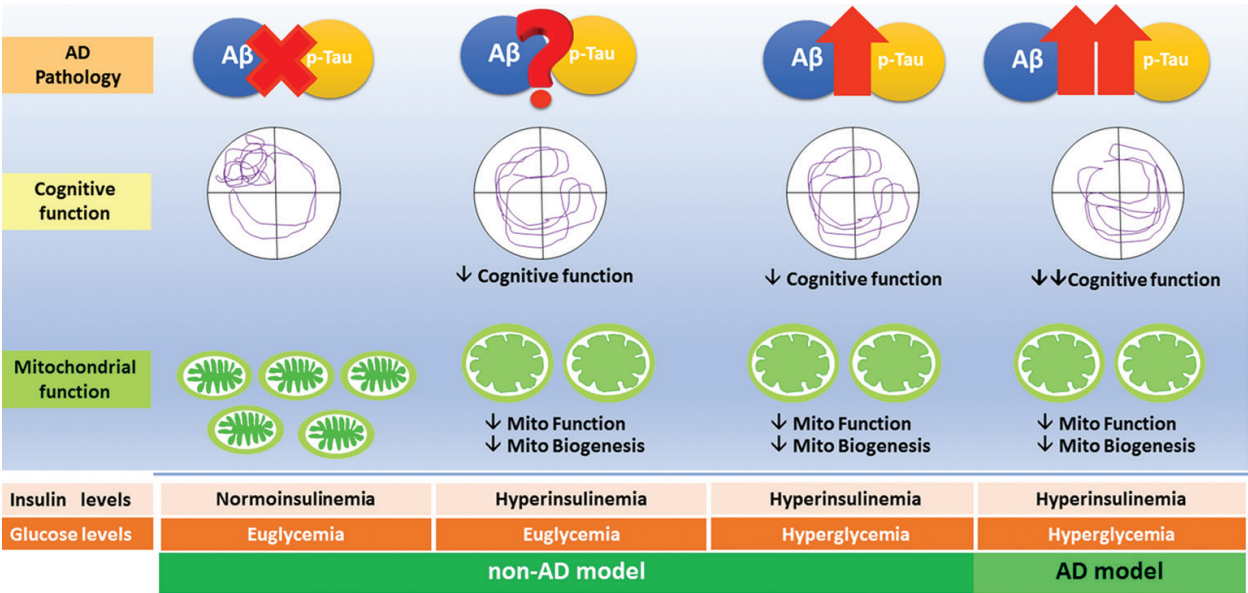 AD
Pathology
Aβ p-Tau
Aβ ? p-Tau
Aβ p-Tau
Aβ p-Tau
Cognitive
function
↓ Cognitive function
↓ Cognitive function
↓↓Cognitive function
Mitochondrial
function
↓ Mito Function
↓ Mito Biogenesis
↓ Mito Function
↓ Mito Biogenesis
↓ Mito Function
↓ Mito Biogenesis
Insulin levels Normoinsulinemia Hyperinsulinemia Hyperinsulinemia Hyperinsulinemia
Glucose levels Euglycemia Euglycemia Hyperglycemia Hyperglycemia
non-AD model AD model